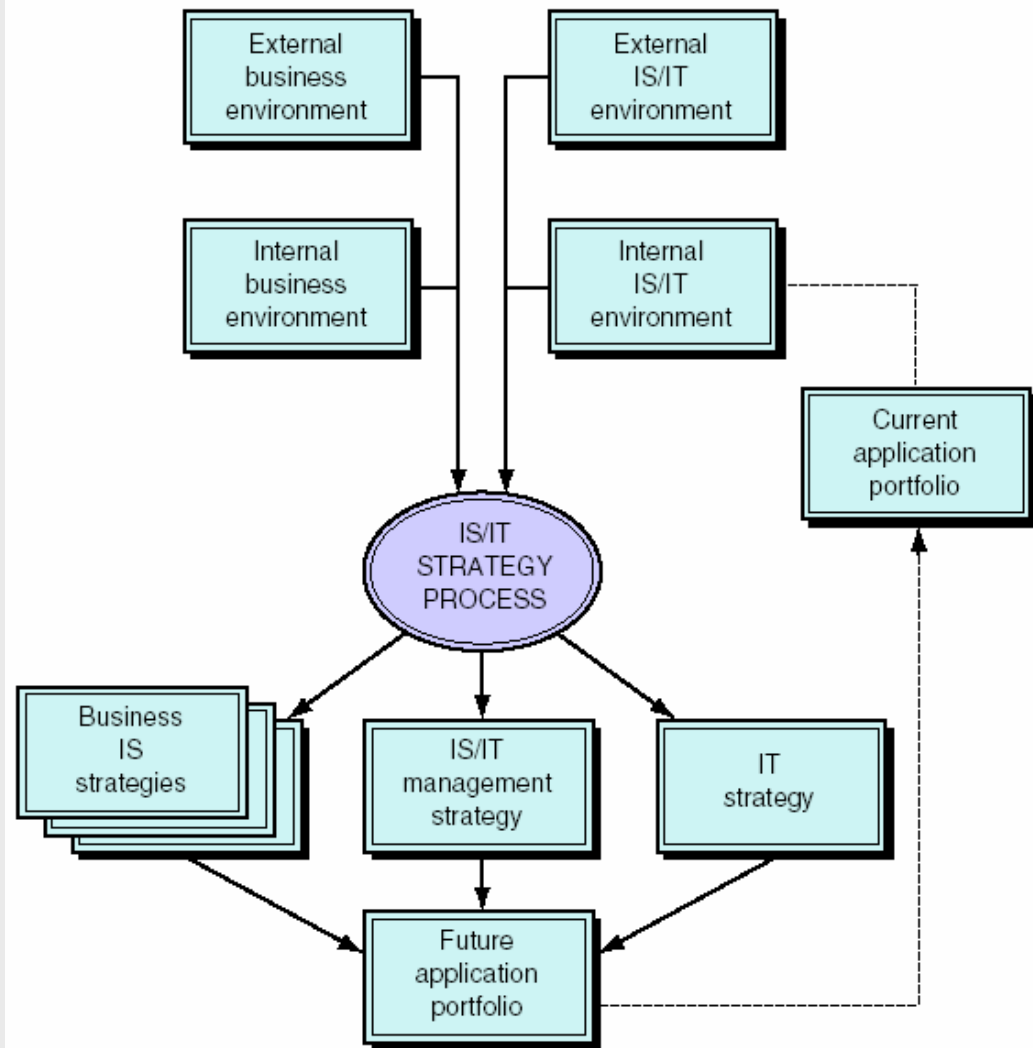 External
business
environment
External
IS/IT
environment
Internal
business
environment
Internal
IS/IT
environment
Current
application
portfolio
IS/IT
STRATEGY
PROCESS
Business
IS
strategies
IS/IT
management
strategy
IT
strategy
Future
application
portfolio